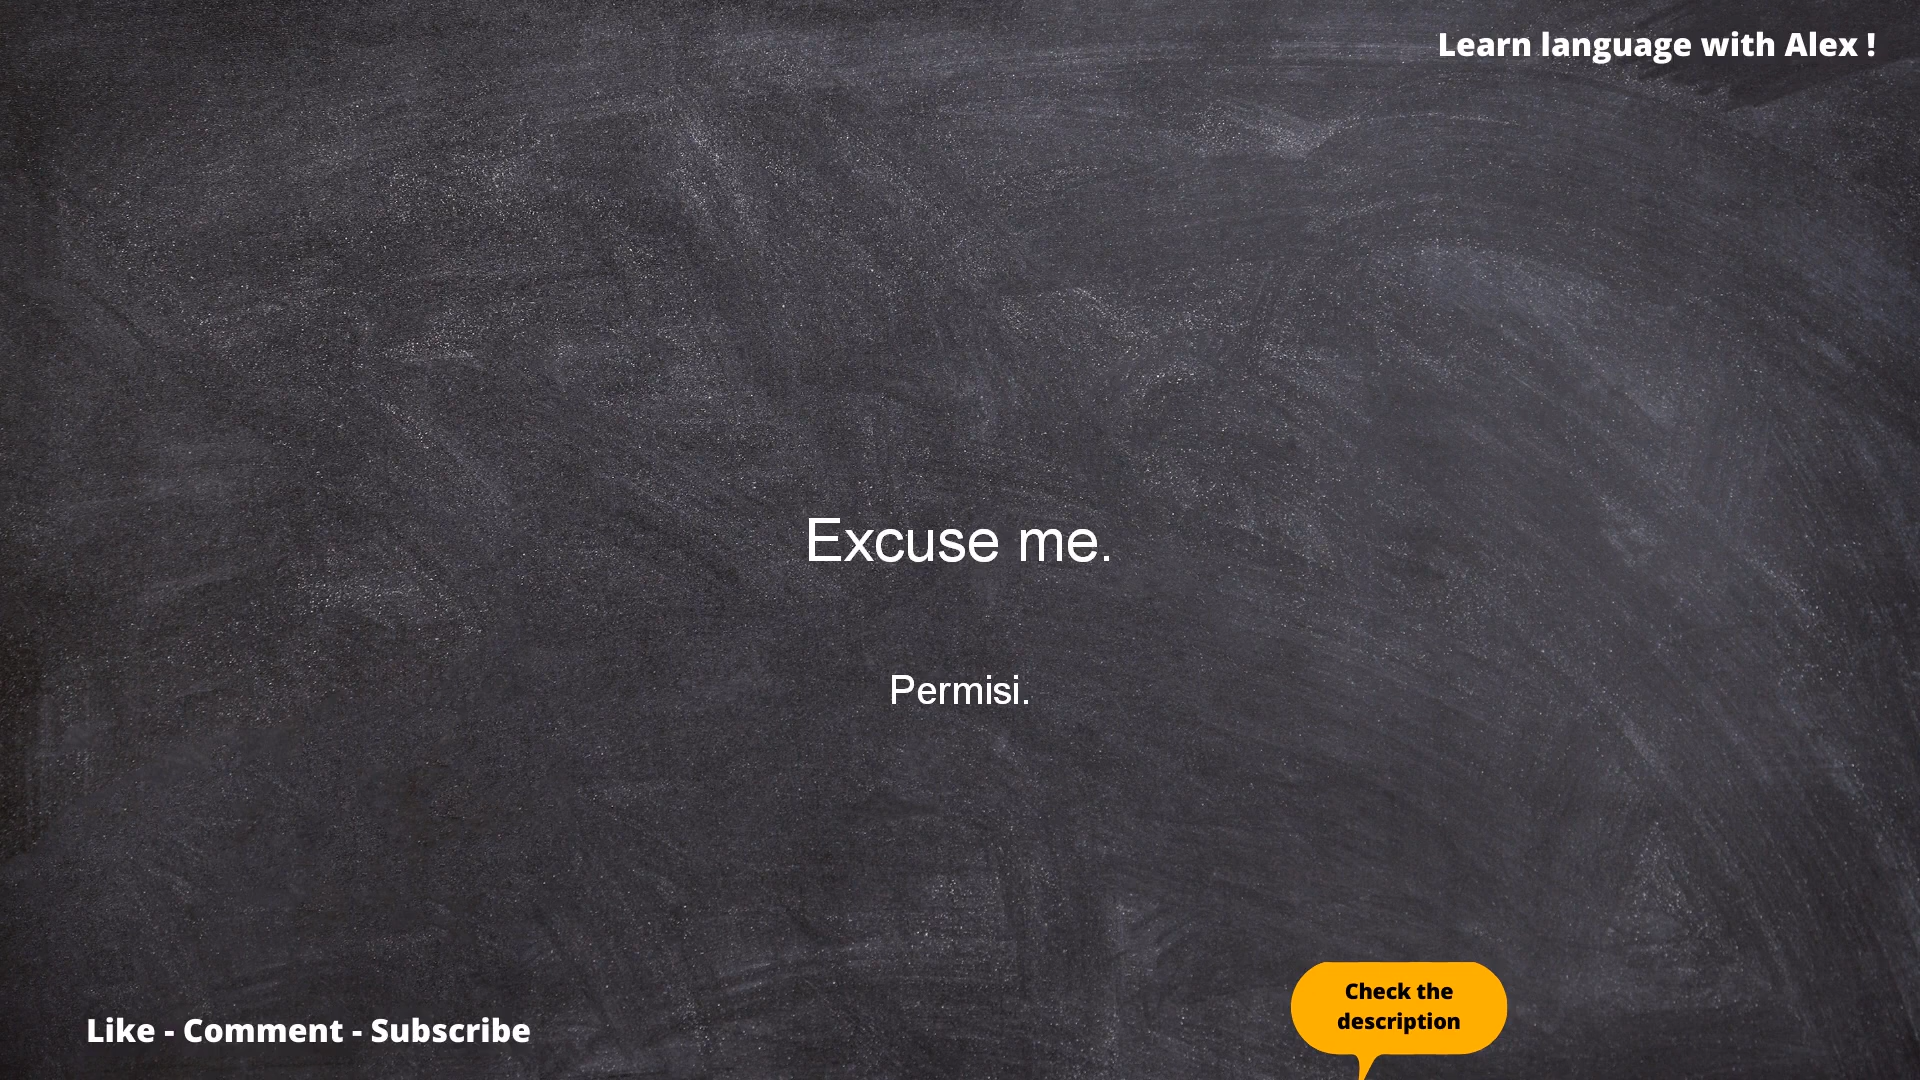 Learn language with Alex !
Excuse me.
Permisi.
Check the
description
Like - Comment - Subscribe